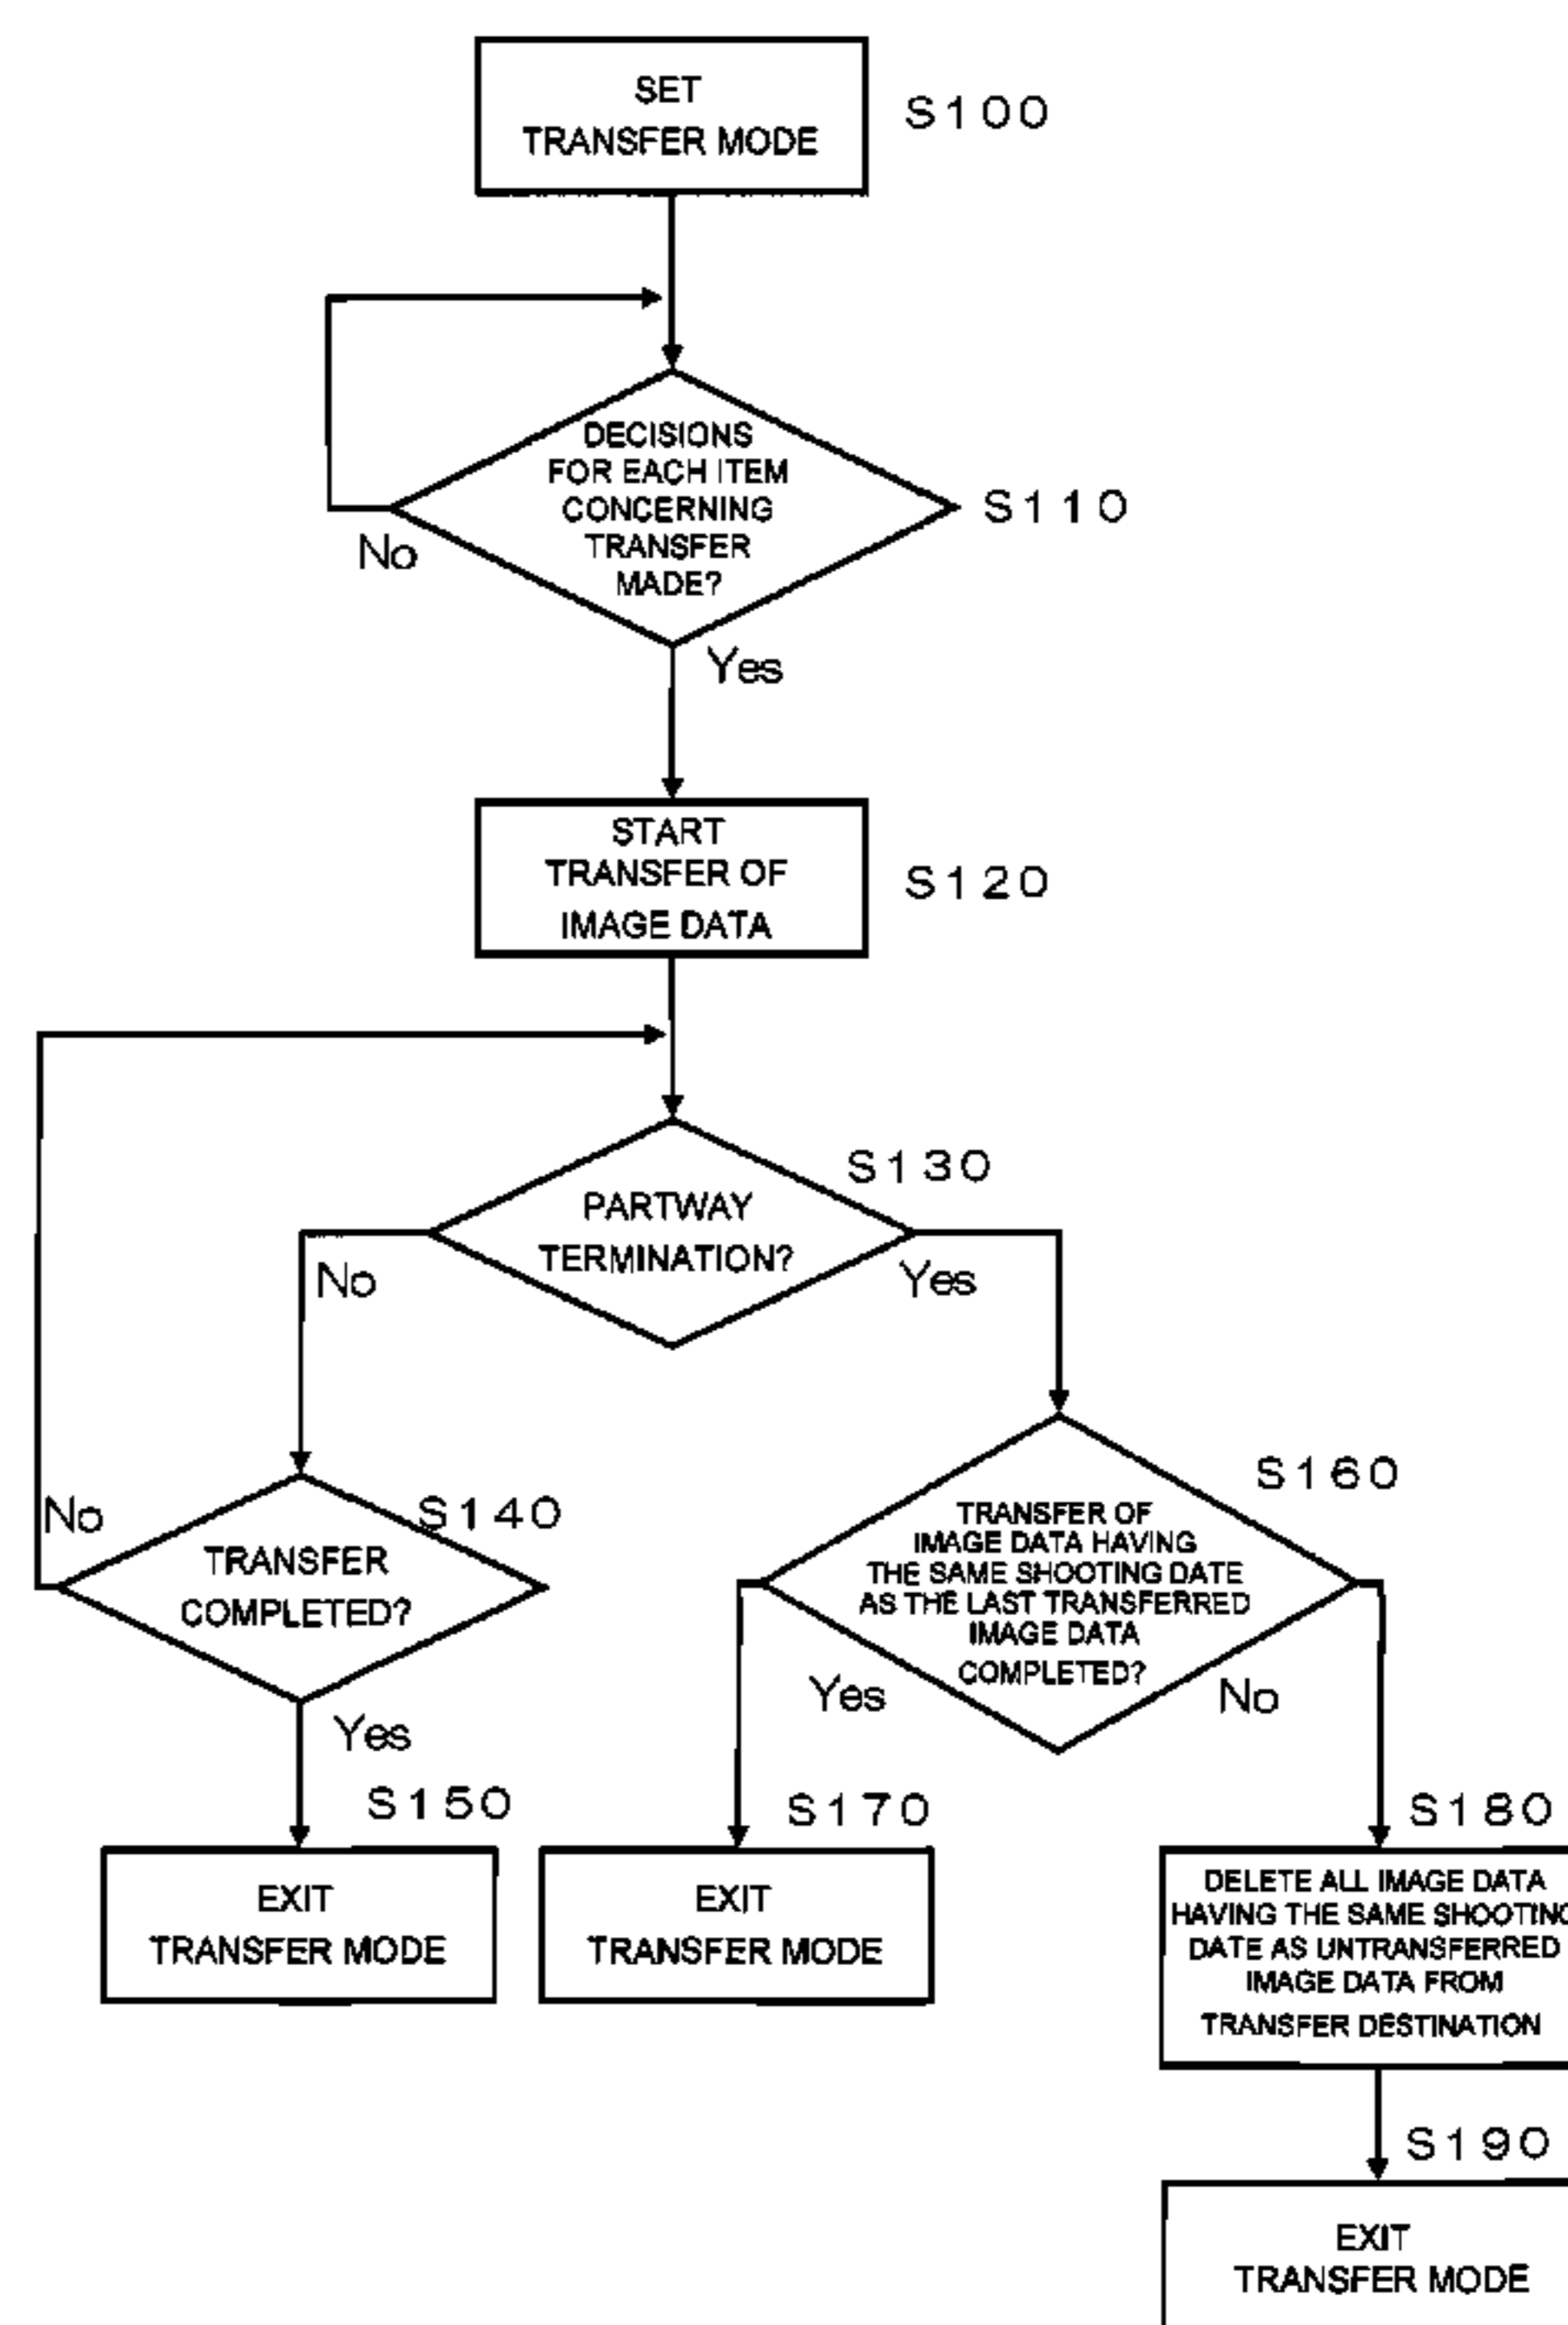 SET
TRANSFER MODE
S100
DECISIONS
FOR EACH ITEM
CONCERNING
TRANSFER
MADE?
S110
No
Yes
START
TRANSFER OF
IMAGE DATA
S120
S130
PARTWAY
TERMINATION?
No
Yes
S140
No
TRANSFER
COMPLETED?
Yes
S160
TRANSFER OF
IMAGE DATA HAVING
THE SAME SHOOTING DATE
AS THE LAST TRANSFERRED
IMAGE DATA
COMPLETED?
Yes
No
S150
EXIT
TRANSFER MODE
S170
EXIT
TRANSFER MODE
S180
DELETE ALL IMAGE DATA
HAVING THE SAME SHOOTING
DATE AS UNTRANSFERRED
IMAGE DATA FROM
TRANSFER DESTINATION
S190
EXIT
TRANSFER MODE